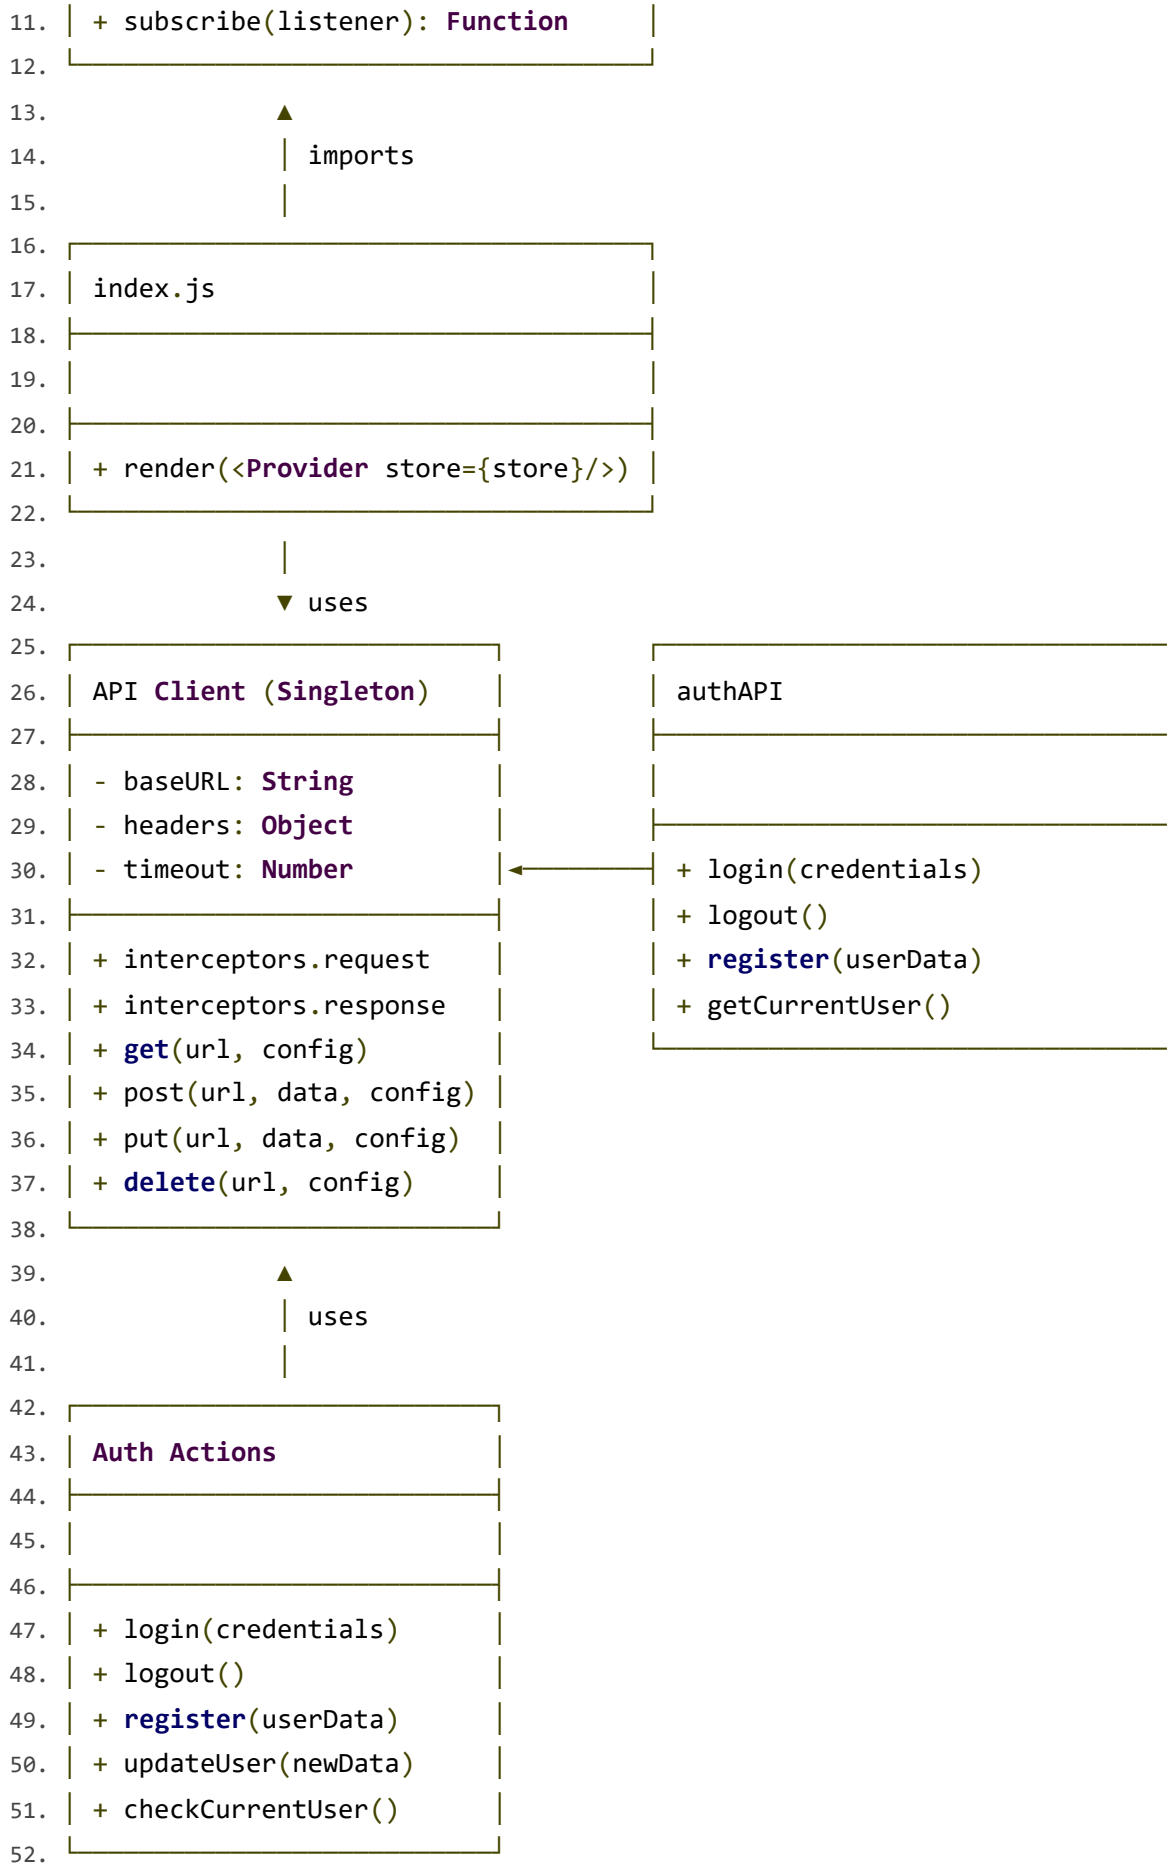 11. │ + subscribe(listener): Function │
12. └─────────────────────────────────────┘
13. ▲
14. │ imports
15. │
16. ┌─────────────────────────────────────┐
17. │ index.js │
18. ├─────────────────────────────────────┤
19. │ │
20. ├─────────────────────────────────────┤
21. │ + render(<Provider store={store}/>) │
22. └─────────────────────────────────────┘
23. │
24. ▼ uses
25. ┌───────────────────────────┐ ┌─────────────────────────────────
26. │ API Client (Singleton) │ │ authAPI
27. ├───────────────────────────┤ ├─────────────────────────────────
28. │ - baseURL: String │ │
29. │ - headers: Object │ ├─────────────────────────────────
30. │ - timeout: Number │◄────────┤ + login(credentials)
31. ├───────────────────────────┤ │ + logout()
32. │ + interceptors.request │ │ + register(userData)
33. │ + interceptors.response │ │ + getCurrentUser()
34. │ + get(url, config) │ └─────────────────────────────────
35. │ + post(url, data, config) │
36. │ + put(url, data, config) │
37. │ + delete(url, config) │
38. └───────────────────────────┘
39. ▲
40. │ uses
41. │
42. ┌───────────────────────────┐
43. │ Auth Actions │
44. ├───────────────────────────┤
45. │ │
46. ├───────────────────────────┤
47. │ + login(credentials) │
48. │ + logout() │
49. │ + register(userData) │
50. │ + updateUser(newData) │
51. │ + checkCurrentUser() │
52. └───────────────────────────┘